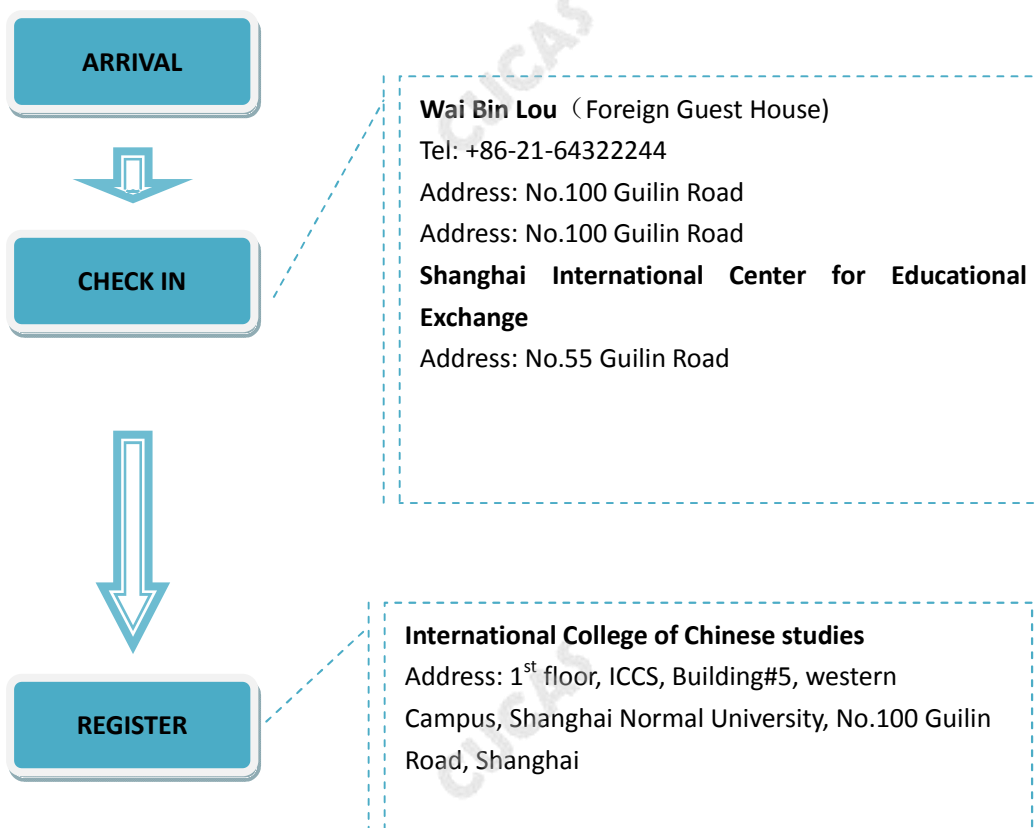 ARRIVAL
CUCAS
Wai Bin Lou（Foreign Guest House)
Tel: +86-21-64322244
Address: No.100 Guilin Road
Address: No.100 Guilin Road
CHECK IN
Shanghai International Center for Educational
Exchange
Address: No.55 Guilin Road
International College of Chinese studies
Address: 1st floor, ICCS, Building#5, western
REGISTER
Campus, Shanghai Normal University, No.100 Guilin
Road, Shanghai
CUCAS